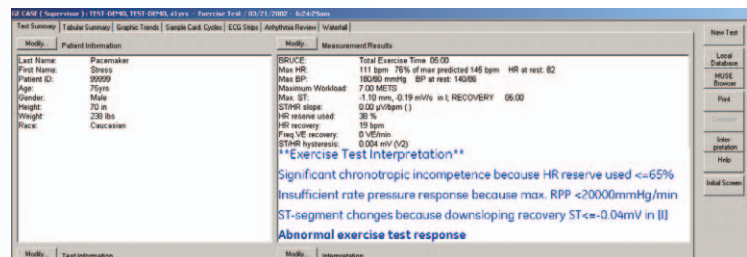 GE CASE ( Supervisor ) : TEST-DEMO, TEST-DEMO, 41yrs - Exercise Test / 03/21/2002 - 6:24:29am
Test Summary Tabular Summary Graphic Trends Sample Card. Cycles ECG Strips Arrhythmia Review Waterfall
New Test
Modify... Patient Information
Modify... Measurement Results
Last Name: Pacemaker
First Name: Stress
Patient ID: 99999
Age: 75yrs
Gender: Male
Height: 70 in
Weight: 238 lbs
Race: Caucasian
BRUCE: Total Exercise Time 05:00
Max HR: 111 bpm 76% of max predicted 145 bpm HR at rest: 82
Max BP: 180/80 mmHg BP at rest: 140/86
Maximum Workload: 7.00 METS
Max. ST: -1.10 mm, -0.19 mV/s in I; RECOVERY 05:00
ST/HR slope: 0.00 µV/bpm ( )
HR reserve used: 38 %
HR recovery: 19 bpm
Freq VE recovery: 0 VE/min
ST/HR hysteresis: 0.004 mV (V2)
**Exercise Test Interpretation**
Significant chronotropic incompetence because HR reserve used <=65%
Insufficient rate pressure response because max. RPP <20000mmHg/min
ST-segment changes because downsloping recovery ST<=-0.04mV in [I]
Abnormal exercise test response
Local
Database
MUSE
Browser
Print
Compare
Inter-
pretation
Help
Initial Screen
Modify... Test Information
Modify... Interpretation